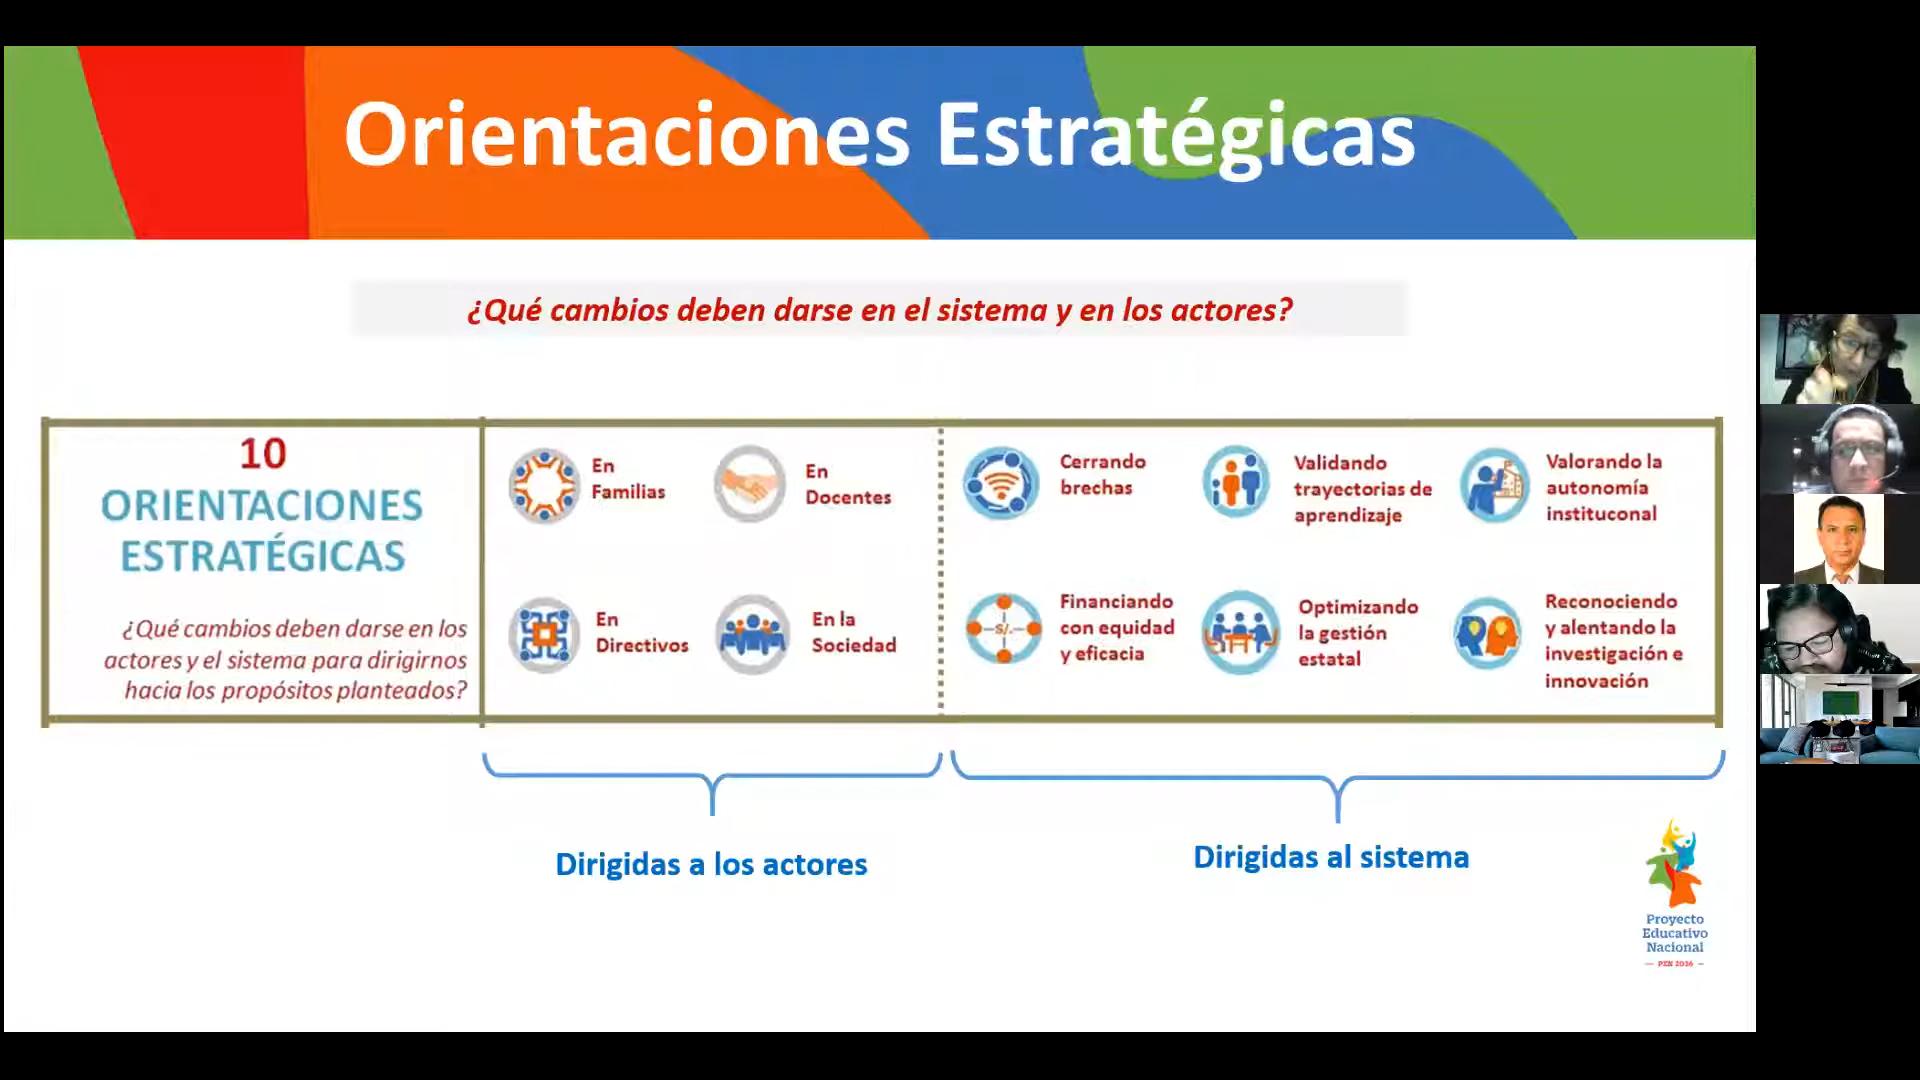 Orientaciones Estratégicas
¿Qué cambios deben darse en el sistema y en los actores?
10
ORIENTACIONES
ESTRATÉGICAS
¿Qué cambios deben darse en los
actores y el sistema para dirigirnos
hacia los propósitos planteados?
En
Familias
En
Docentes
En
Directivos
En la
Sociedad
Cerrando
brechas
Validando
trayectorias de
aprendizaje
Valorando la
autonomía
instituconal
S/.
Financiando
con equidad
y eficacia
Optimizando
la gestión
estatal
Reconociendo
y alentando la
investigación e
innovación
Dirigidas a los actores
Dirigidas al sistema
Proyecto
Educativo
Nacional
— PEN 2036 —